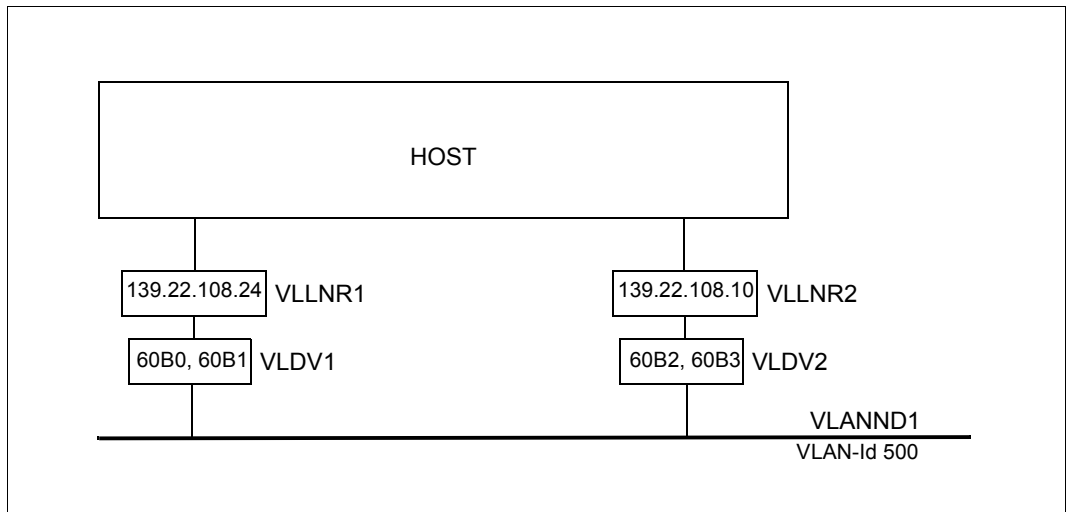 HOST
139.22.108.24 VLLNR1
139.22.108.10 VLLNR2
60B0, 60B1 VLDV1
60B2, 60B3 VLDV2
VLANND1
VLAN-Id 500